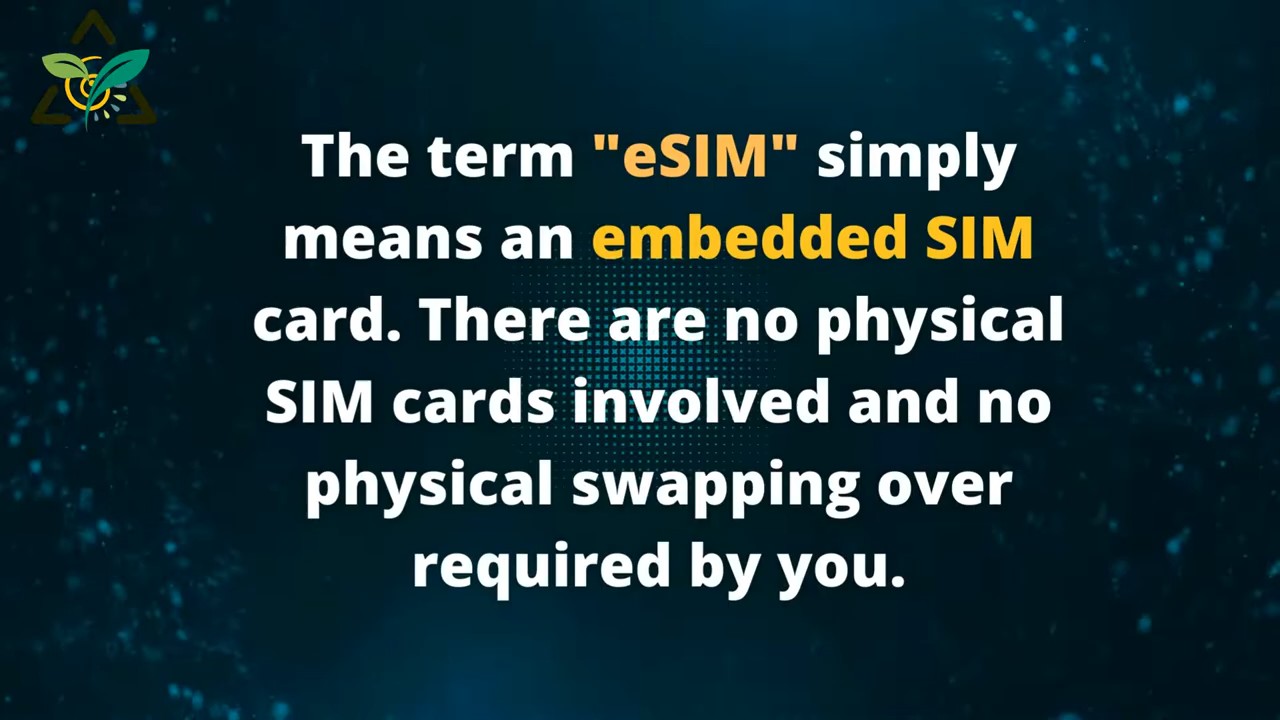 The term "eSIM" simply
means an embedded SIM
card. There are no physical
SIM cards involved and no
physical swapping over
required by you.